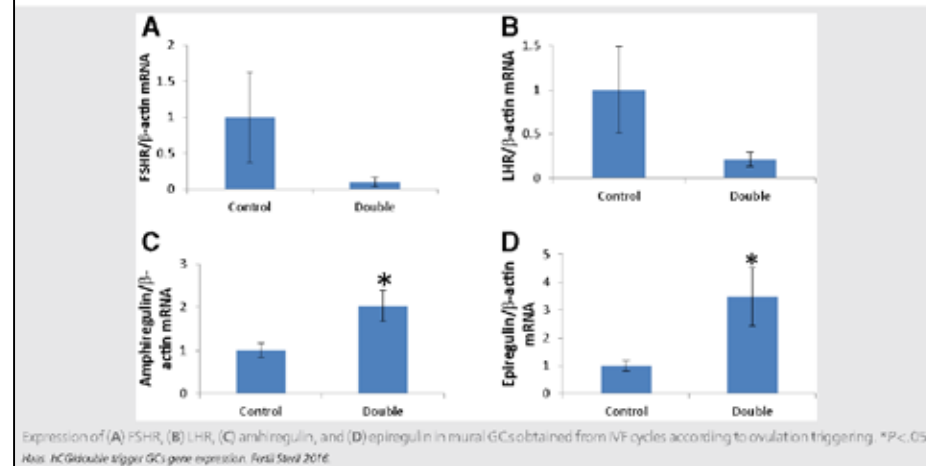 A
FSHR/β-actin mRNA
2
1.5
1
0.5
0
Control Double
B
LHR/β-actin mRNA
1.5
1
0.5
0
Control Double
C
Amphiregulin/β-
actin mRNA
3
2
1
0
*
Control Double
D
Epiregulin/β-actin
mRNA
5
4
3
2
1
0
*
Control Double
Expression of (A) FSHR, (B) LHR, (C) amhiregulin, and (D) epiregulin in mural GCs obtained from IVF cycles according to ovulation triggering. *P<.05
Haas. hCG/double trigger GCs gene expression. Fertil Steril 2016.